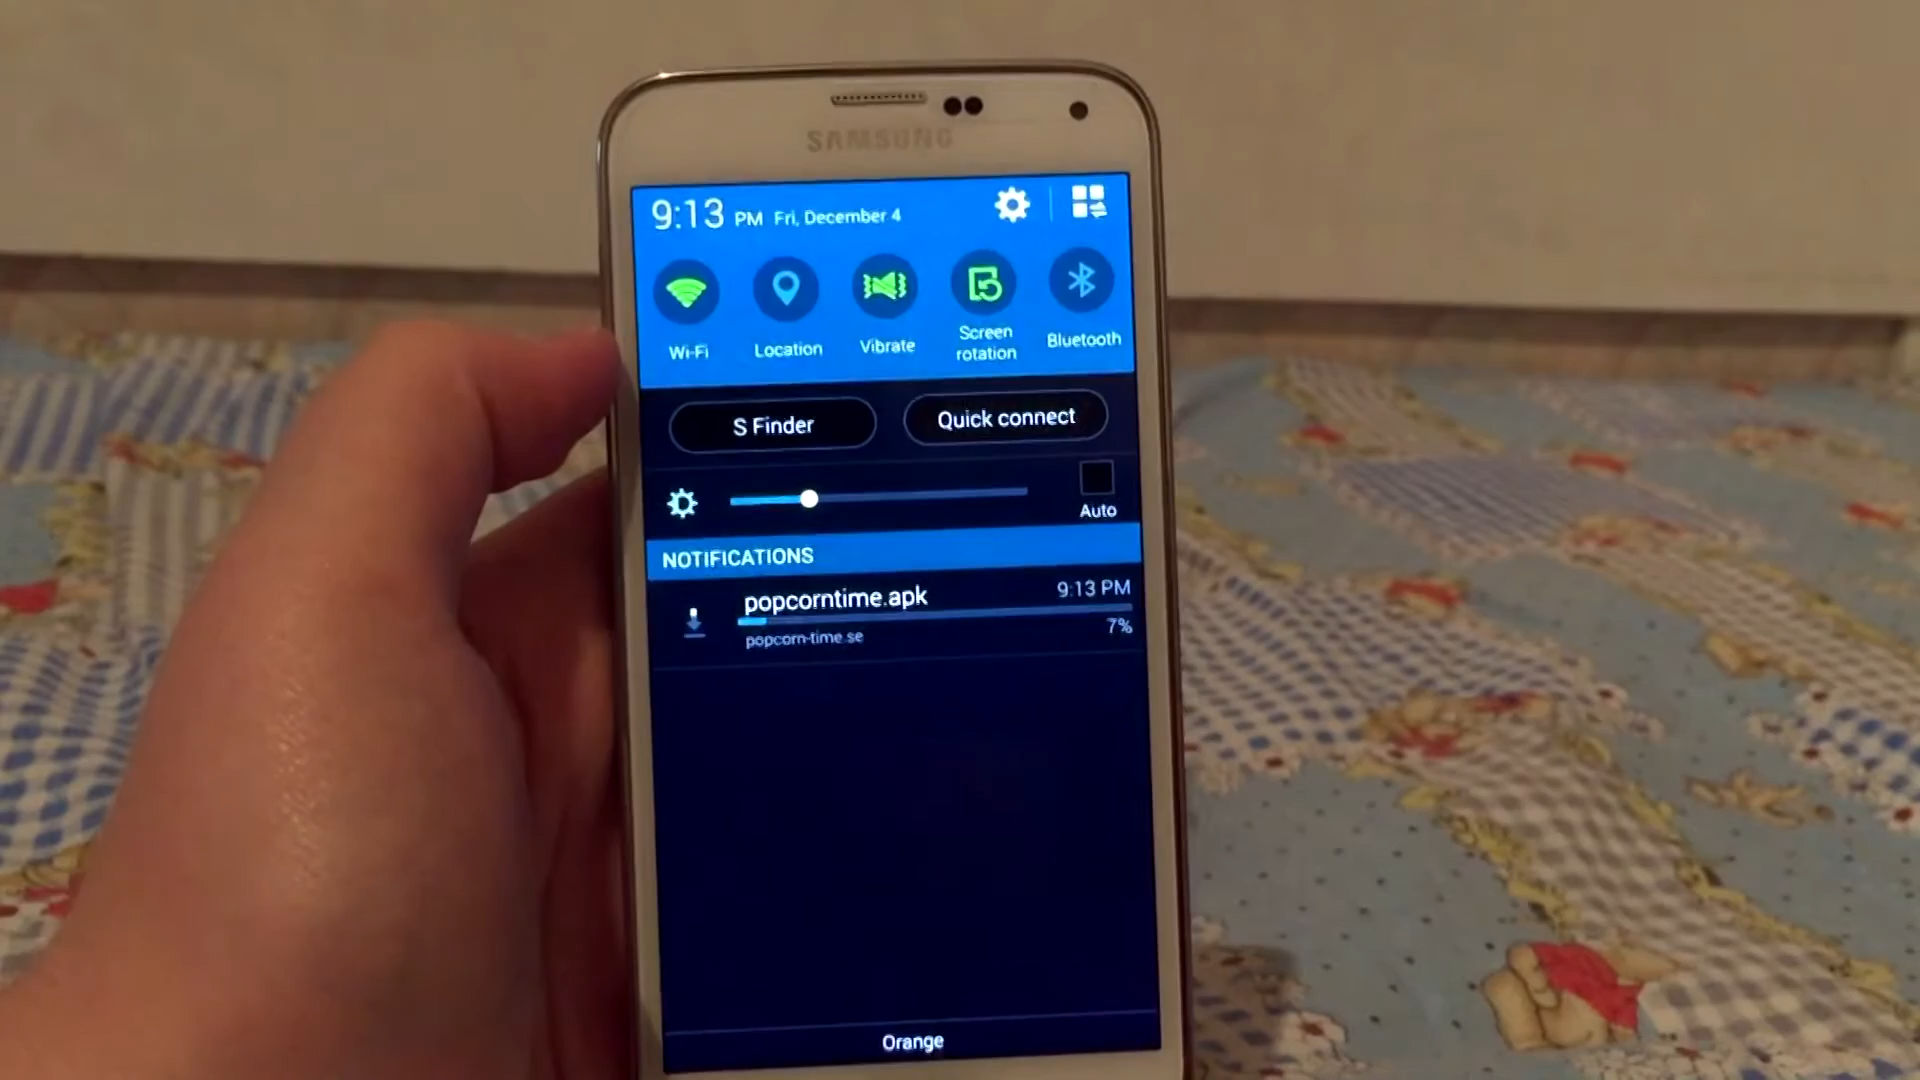 SAMSUNG
9:13 PM Fri, December 4
Wi-Fi
Location
Vibrate
Screen
rotation
Bluetooth
S Finder
Quick connect
Auto
NOTIFICATIONS
popcorntime.apk
9:13 PM
popcorn-time.se
7%
Orange